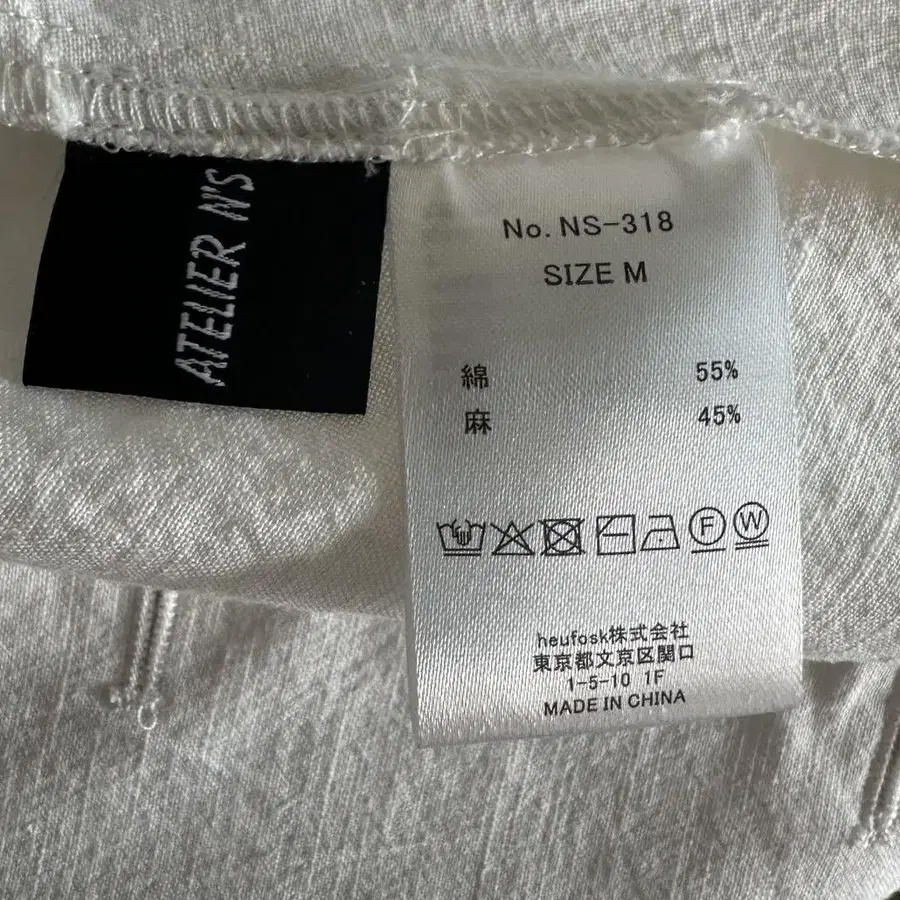 ATELIER N'S
No. NS-318
SIZE M
綿 55%
麻 45%
F W
heufosk株式会社
東京都文京区関口
1-5-10 1F
MADE IN CHINA